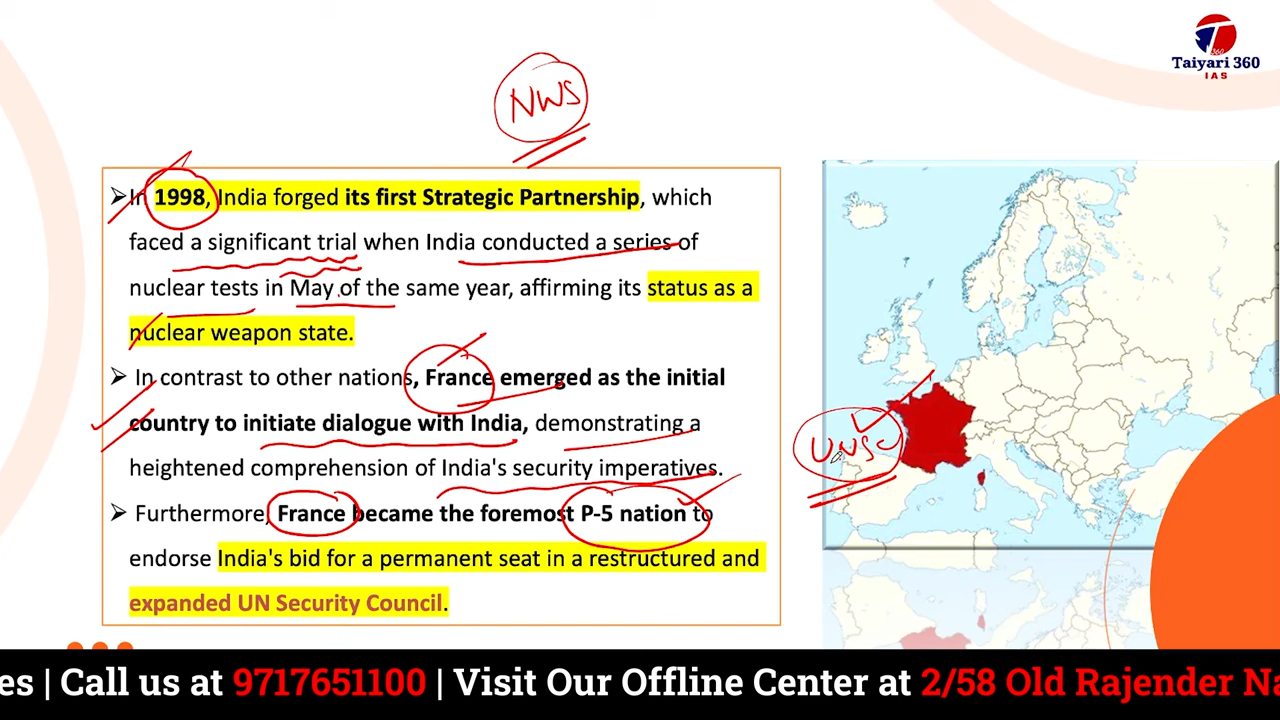 T
360
Taiyari 360
IAS
NWS
➢In 1998, India forged its first Strategic Partnership, which
faced a significant trial when India conducted a series of
nuclear tests in May of the same year, affirming its status as a
nuclear weapon state.
➢ In contrast to other nations, France emerged as the initial
country to initiate dialogue with India, demonstrating a
heightened comprehension of India's security imperatives.
➢ Furthermore, France became the foremost P-5 nation to
endorse India's bid for a permanent seat in a restructured and
expanded UN Security Council.
UNSC
es | Call us at 9717651100 | Visit Our Offline Center at 2/58 Old Rajender Na